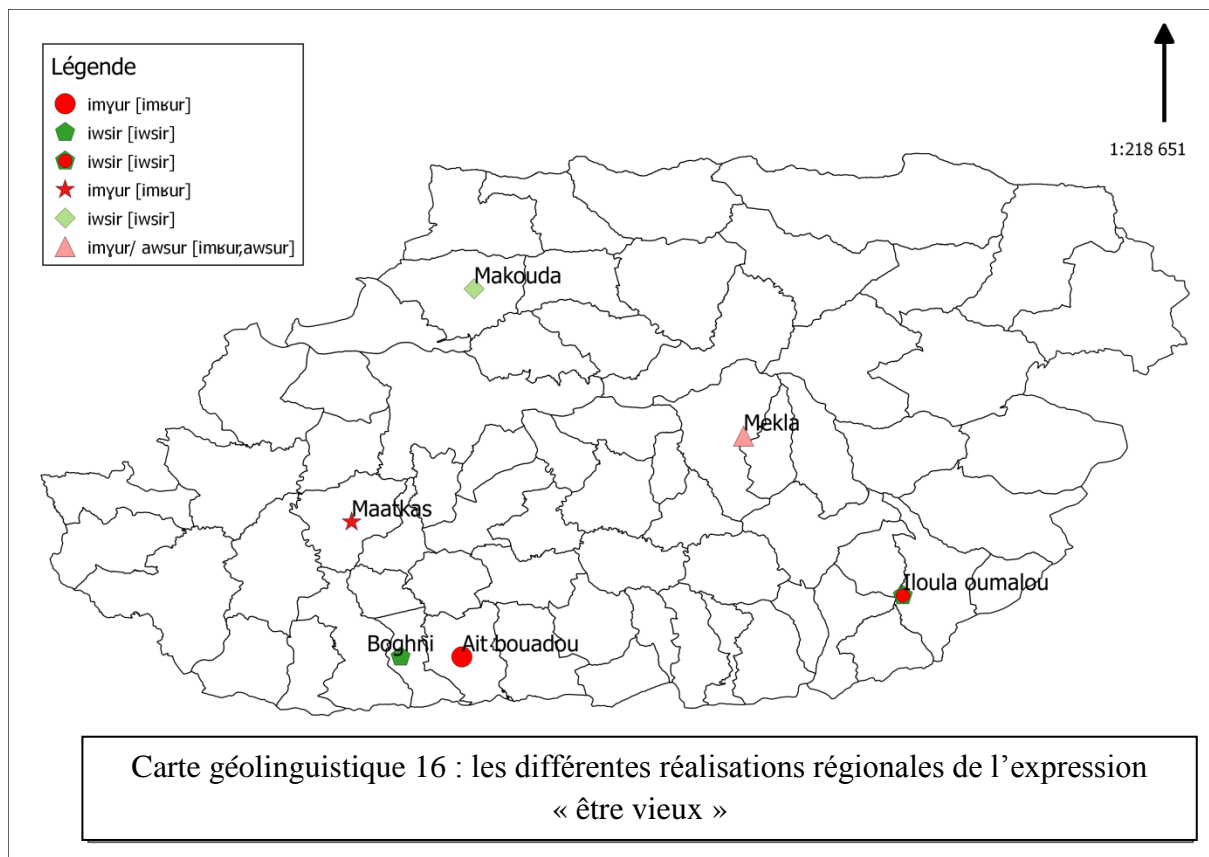 Légende
imɣur [imʁur]
iwsir [iwsir]
iwsir [iwsir]
imɣur [imʁur]
iwsir [iwsir]
imɣur/ awsur [imʁur,awsur]
1:218 651
Makouda
Mekla
Maatkas
Iloula oumalou
Boghni
Ait bouadou
Carte géolinguistique 16 : les différentes réalisations régionales de l’expression
« être vieux »